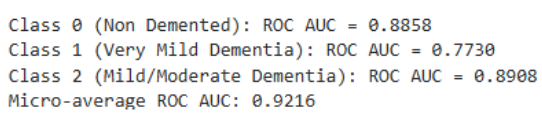 Class 0 (Non Demented): ROC AUC = 0.8858
Class 1 (Very Mild Dementia): ROC AUC = 0.7730
Class 2 (Mild/Moderate Dementia): ROC AUC = 0.8908
Micro-average ROC AUC: 0.9216